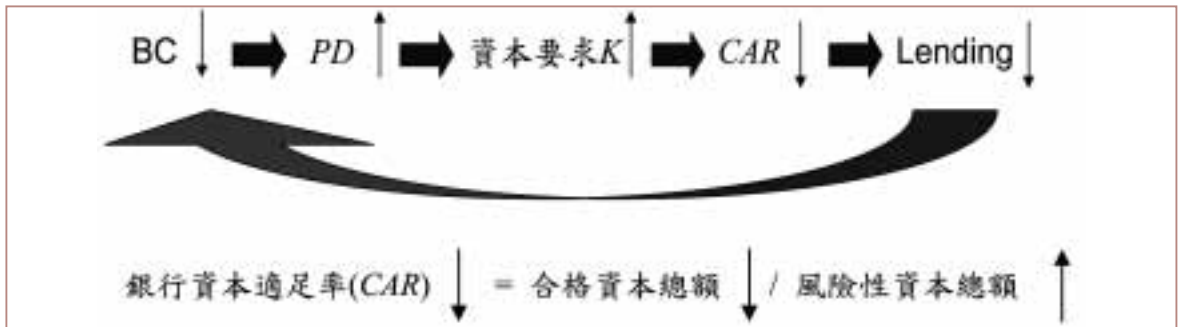 BC ↓ ➡ PD ↑ ➡ 資本要求K ↑ ➡ CAR ↓ ➡ Lending ↓
銀行資本適足率(CAR) ↓ = 合格資本總額 ↓ / 風險性資本總額 ↑